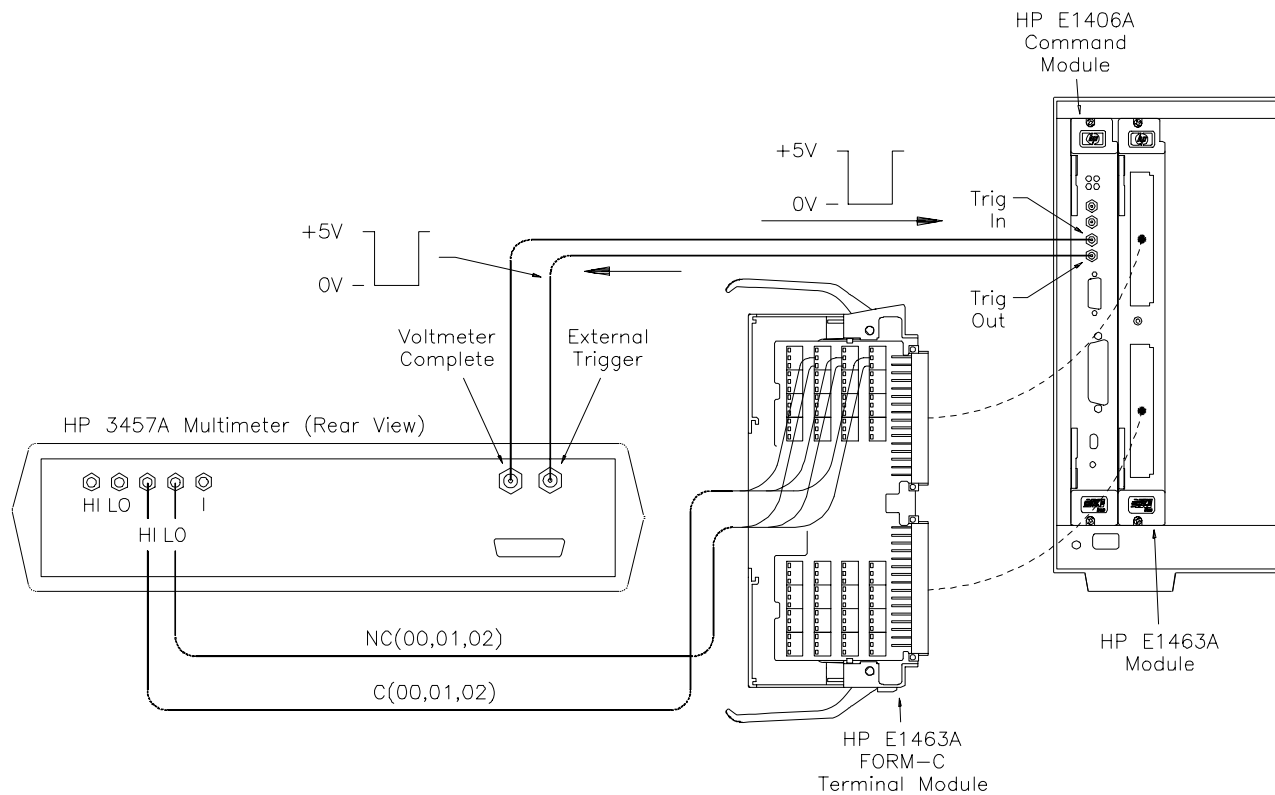 HP E1406A
Command
Module
+5V
0V
Trig
In
+5V
0V
Trig
Out
Voltmeter
Complete
External
Trigger
HP 3457A Multimeter (Rear View)
HI LO
I
HI LO
NC(00,01,02)
C(00,01,02)
HP E1463A
Module
HP E1463A
FORM-C
Terminal Module